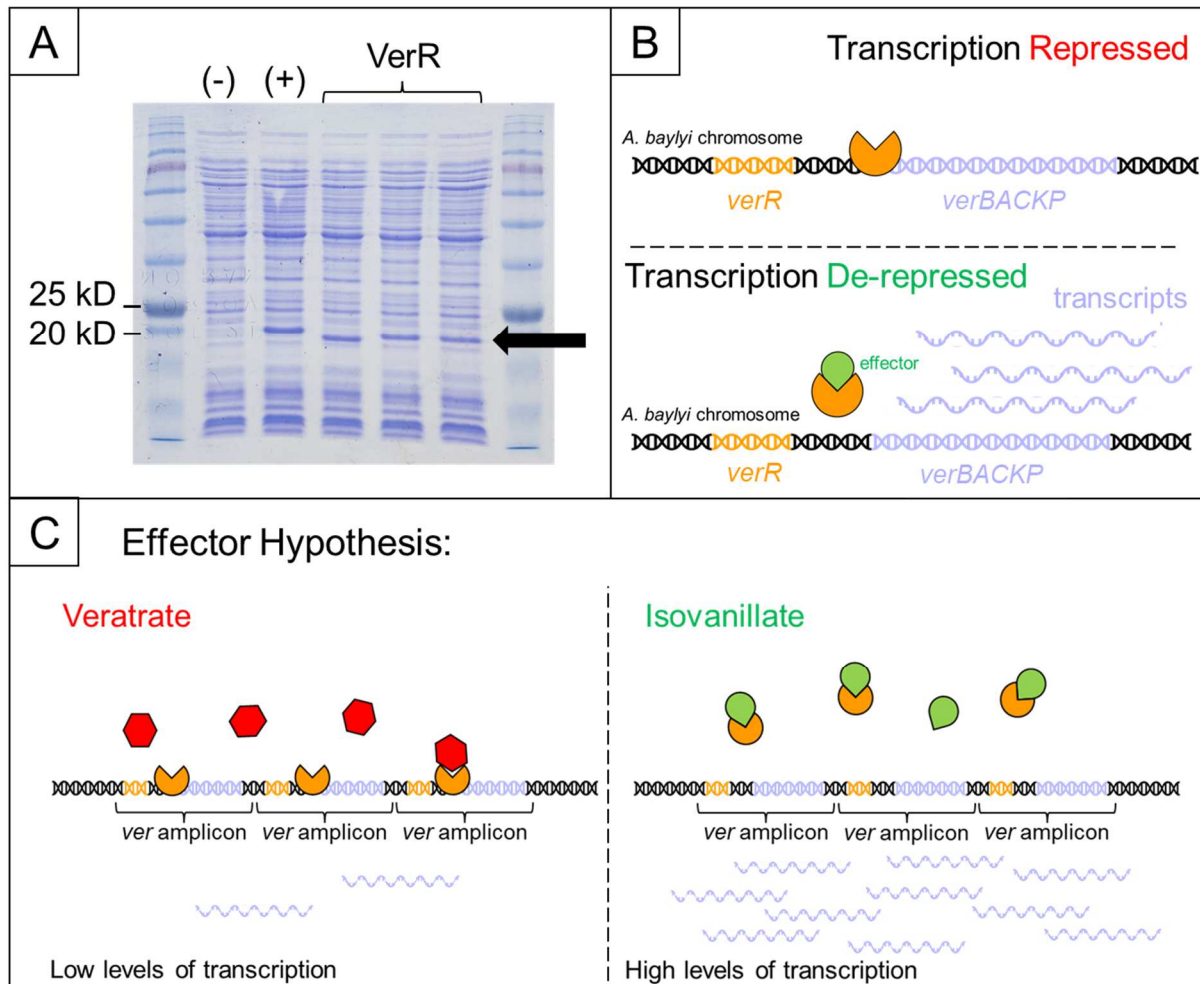 A
VerR
(-) (+)
25 kD
20 kD
B
Transcription Repressed
A. baylyi chromosome
verR
verBACKP
Transcription De-repressed
transcripts
effector
A. baylyi chromosome
verR
verBACKP
C
Effector Hypothesis:
Veratrate
ver amplicon ver amplicon ver amplicon
Low levels of transcription
Isovanillate
ver amplicon ver amplicon ver amplicon
High levels of transcription